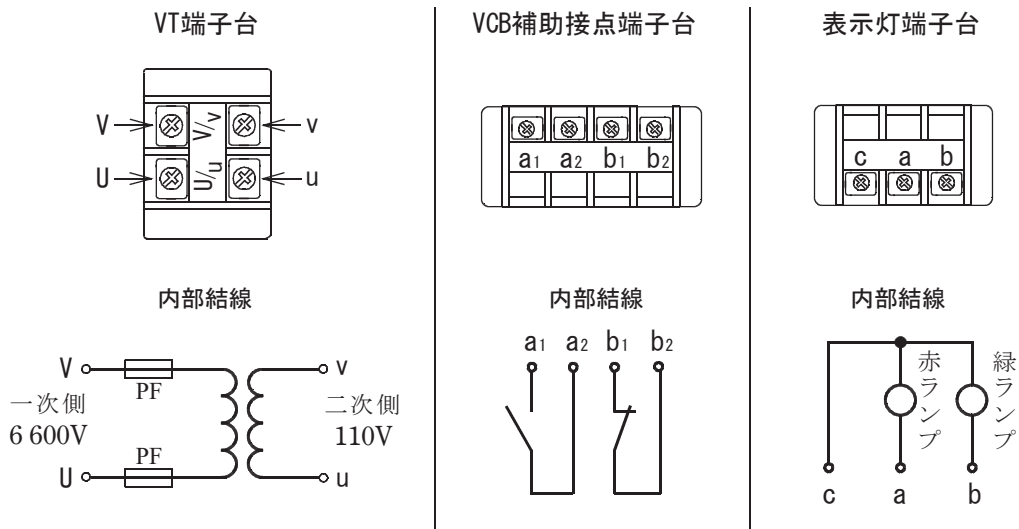 VT端子台
V
U
V/v
U/u
v
u
内部結線
V
PF
v
一次側
6 600V
二次側
110V
PF
U
u
VCB補助接点端子台
a1 a2 b1 b2
内部結線
a1 a2 b1 b2
表示灯端子台
c a b
内部結線
赤ランプ
緑ランプ
c a b